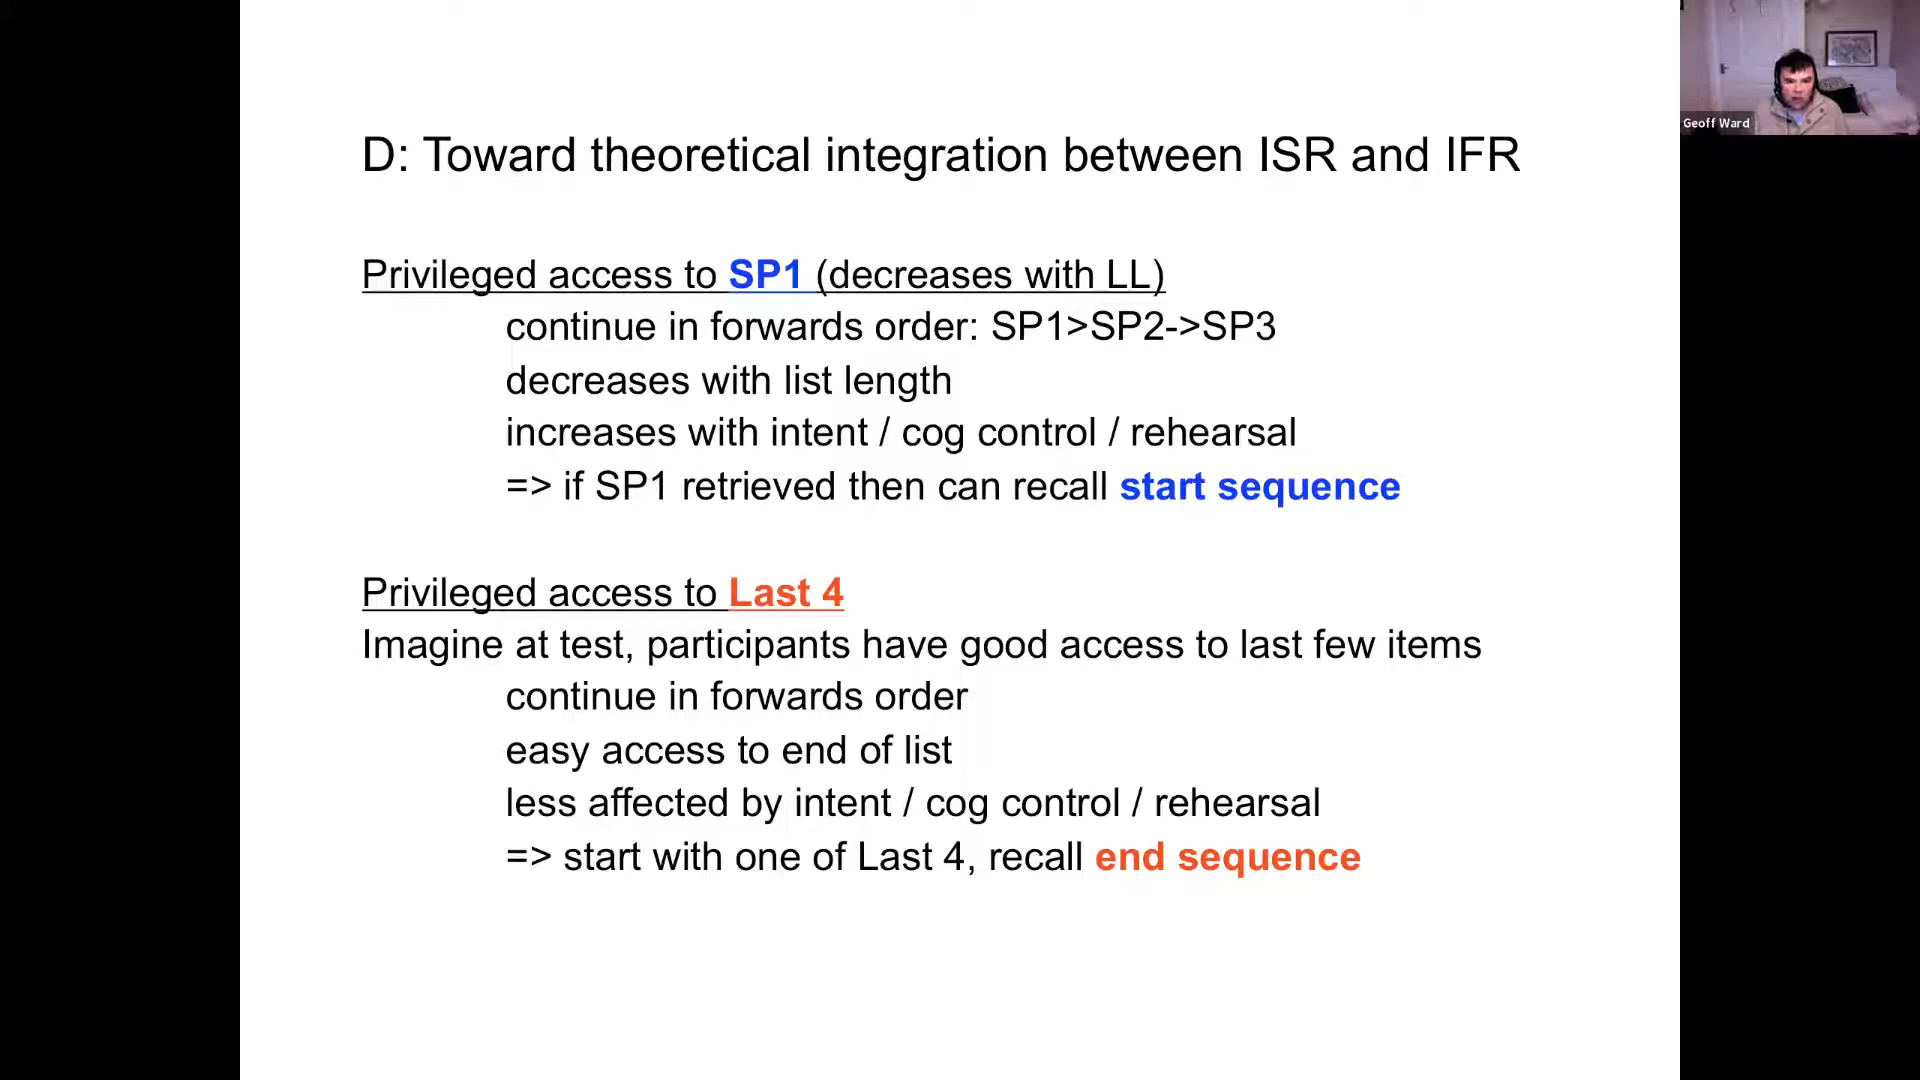 D: Toward theoretical integration between ISR and IFR
Privileged access to SP1 (decreases with LL)
continue in forwards order: SP1>SP2->SP3
decreases with list length
increases with intent / cog control / rehearsal
=> if SP1 retrieved then can recall start sequence
Privileged access to Last 4
Imagine at test, participants have good access to last few items
continue in forwards order
easy access to end of list
less affected by intent / cog control / rehearsal
=> start with one of Last 4, recall end sequence
Geoff Ward